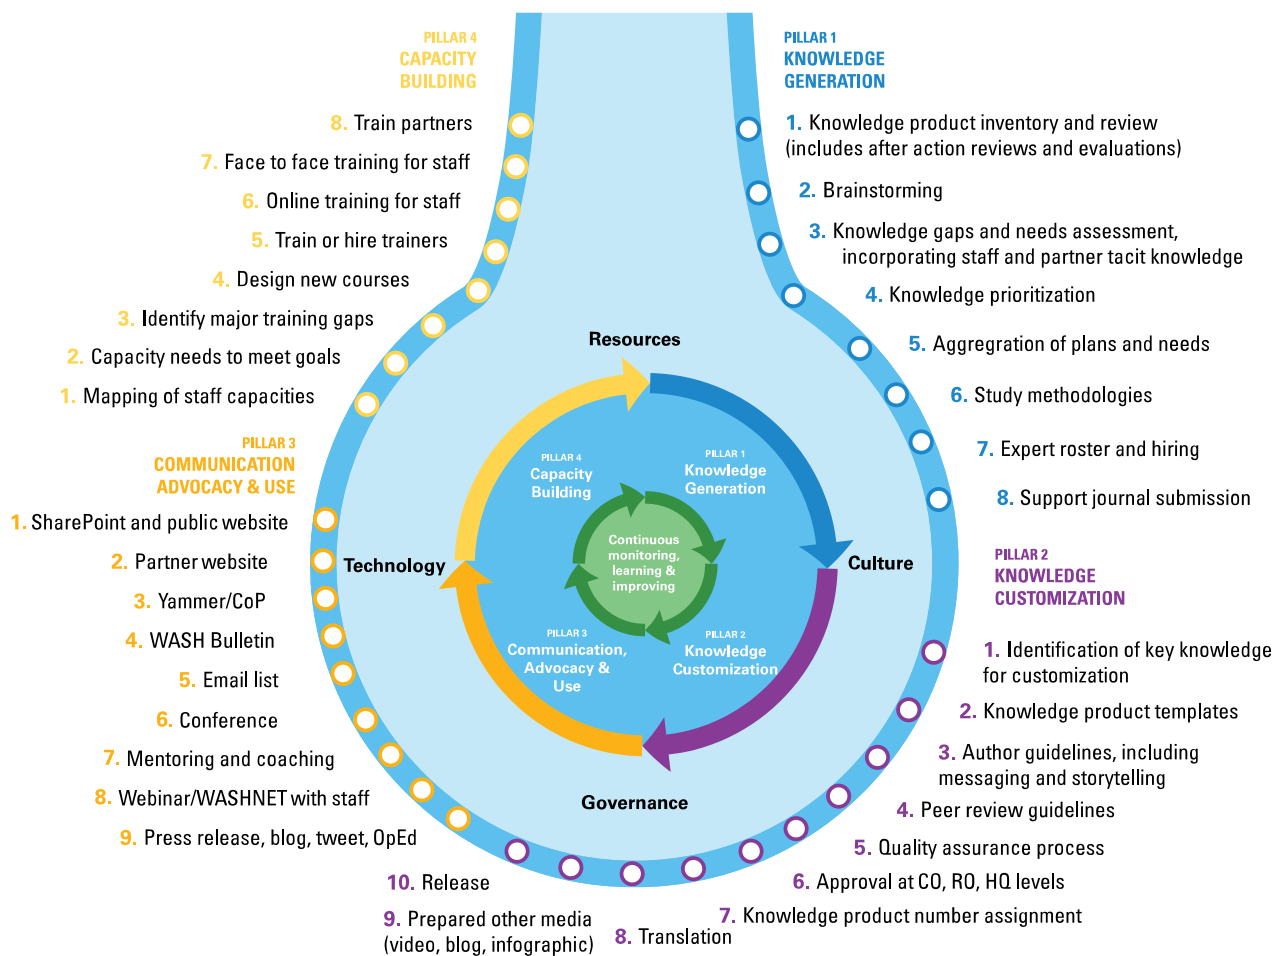 PILLAR 4
CAPACITY
BUILDING
8. Train partners
7. Face to face training for staff
6. Online training for staff
5. Train or hire trainers
4. Design new courses
3. Identify major training gaps
2. Capacity needs to meet goals
1. Mapping of staff capacities
PILLAR 3
COMMUNICATION
ADVOCACY & USE
1. SharePoint and public website
2. Partner website
3. Yammer/CoP
4. WASH Bulletin
5. Email list
6. Conference
7. Mentoring and coaching
8. Webinar/WASHNET with staff
9. Press release, blog, tweet, OpEd
PILLAR 1
KNOWLEDGE
GENERATION
1. Knowledge product inventory and review
(includes after action reviews and evaluations)
2. Brainstorming
3. Knowledge gaps and needs assessment,
incorporating staff and partner tacit knowledge
4. Knowledge prioritization
5. Aggregration of plans and needs
6. Study methodologies
7. Expert roster and hiring
8. Support journal submission
PILLAR 2
KNOWLEDGE
CUSTOMIZATION
1. Identification of key knowledge
for customization
2. Knowledge product templates
3. Author guidelines, including
messaging and storytelling
4. Peer review guidelines
5. Quality assurance process
6. Approval at CO, RO, HQ levels
7. Knowledge product number assignment
8. Translation
9. Prepared other media
(video, blog, infographic)
10. Release
Resources
Culture
Governance
Technology
PILLAR 4
Capacity
Building
PILLAR 1
Knowledge
Generation
PILLAR 2
Knowledge
Customization
PILLAR 3
Communication,
Advocacy &
Use
Continuous
monitoring,
learning &
improving